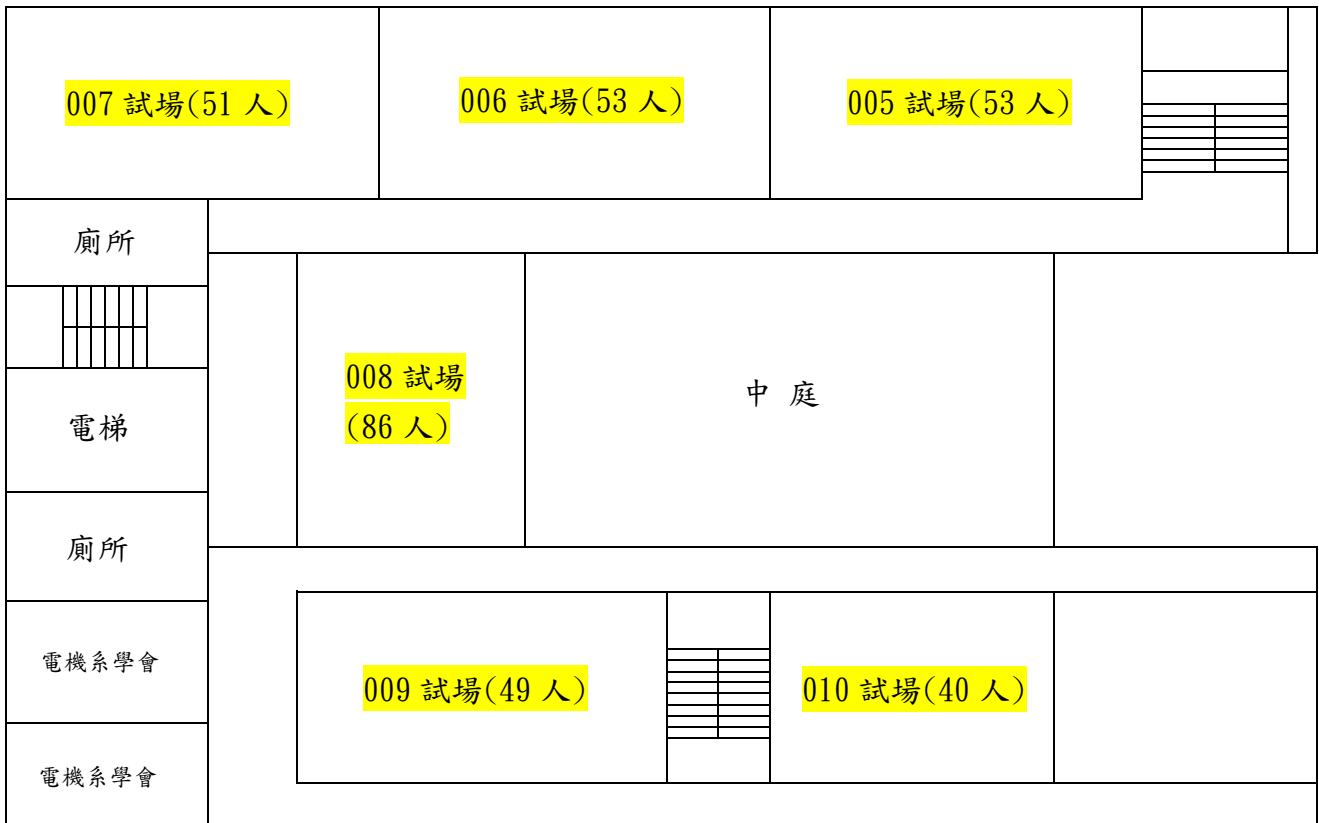 007 試場(51 人)
006 試場(53 人)
005 試場(53 人)
廁所
電梯
008 試場
(86 人)
中 庭
廁所
電機系學會
009 試場(49 人)
010 試場(40 人)
電機系學會